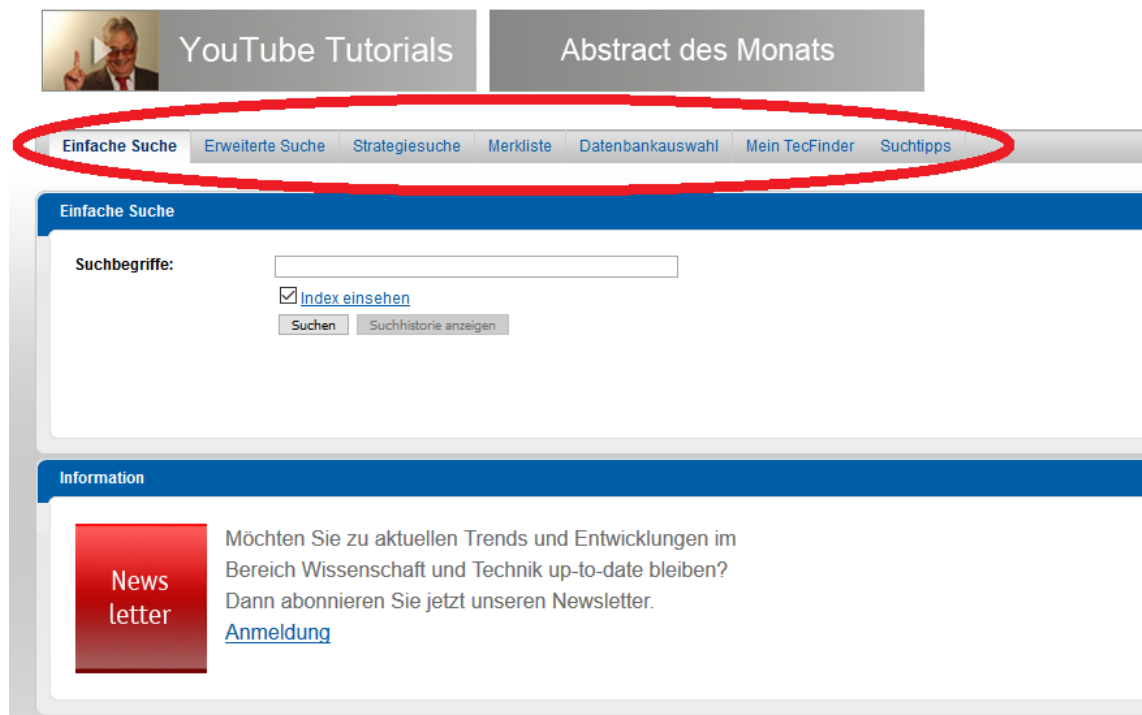 YouTube Tutorials Abstract des Monats
Einfache Suche Erweiterte Suche Strategiesuche Merkliste Datenbankauswahl Mein TecFinder Suchtipps
Einfache Suche
Suchbegriffe:
Index einsehen
Suchen Suchhistorie anzeigen
Information
News
letter
Möchten Sie zu aktuellen Trends und Entwicklungen im
Bereich Wissenschaft und Technik up-to-date bleiben?
Dann abonnieren Sie jetzt unseren Newsletter.
Anmeldung